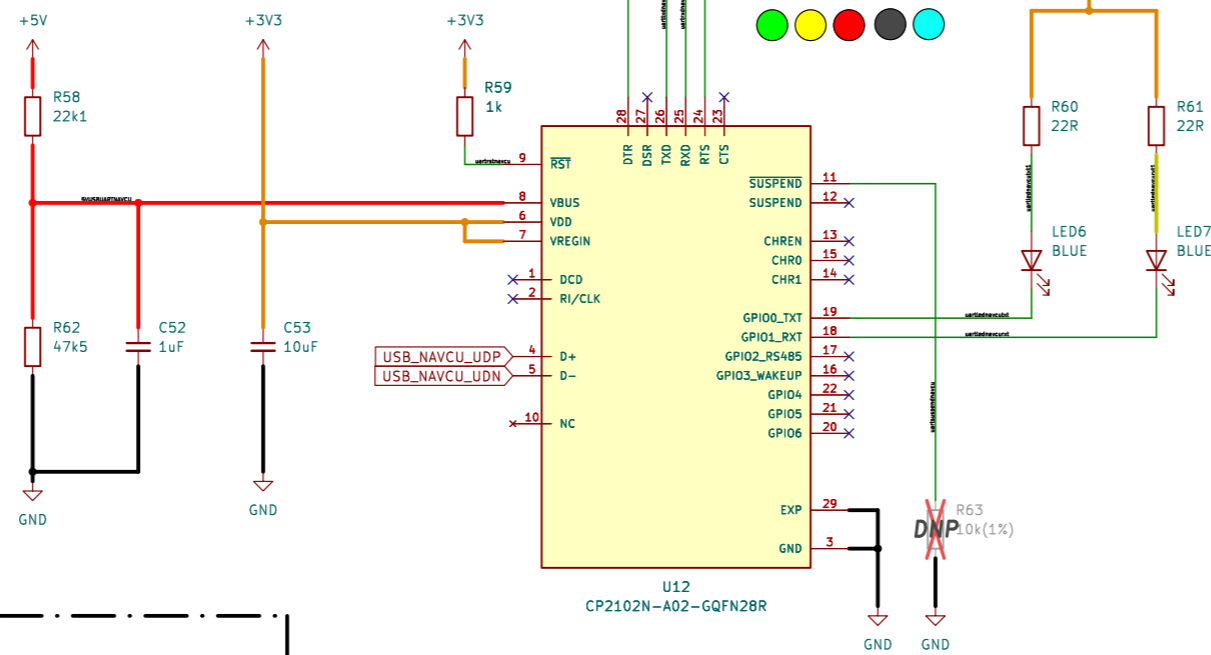 +5V
+3V3
+3V3
R58
22k1
R59
1k
28
27
26
25
24
23
DTR
DSR
TXD
RXD
RTS
CTS
R60
22R
R61
22R
9
RST
8
VBUS
6
VDD
7
VREGIN
1
DCD
2
RI/CLK
4
D+
5
D-
10
NC
USB_NAVCU_UDP
USB_NAVCU_UDN
SUSPEND
11
SUSPEND
12
CHREN
13
CHR0
15
CHR1
14
GPIO0_TXT
19
GPIO1_RXT
18
GPIO2_RS485
17
GPIO3_WAKEUP
16
GPIO4
22
GPIO5
21
GPIO6
20
EXP
29
GND
3
LED6
BLUE
LED7
BLUE
R62
47k5
C52
1uF
C53
10uF
GND
GND
DNP
R63
10k(1%)
U12
CP2102N-A02-GQFN28R
GND
GND